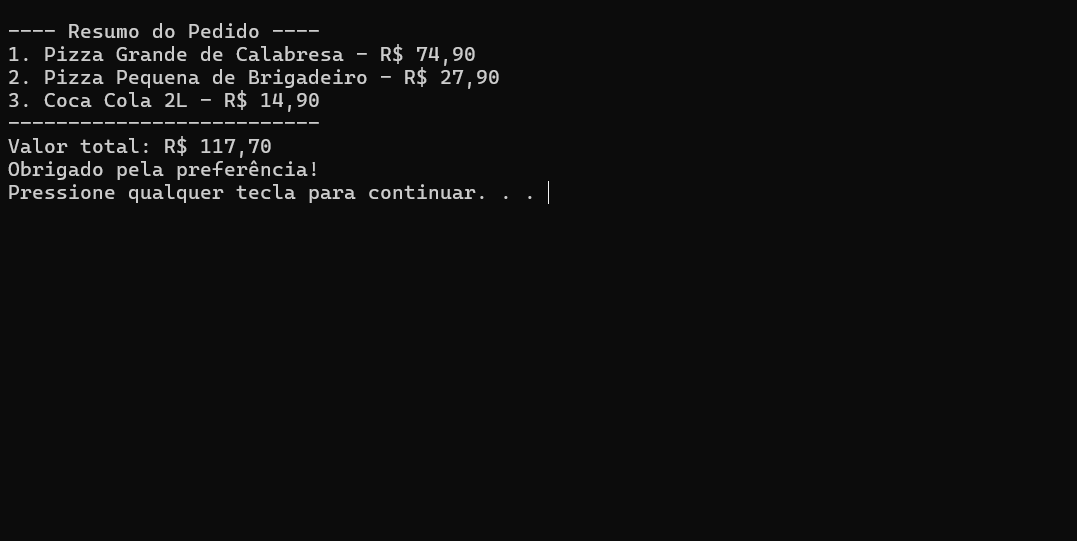 ---- Resumo do Pedido ----
1. Pizza Grande de Calabresa - R$ 74,90
2. Pizza Pequena de Brigadeiro - R$ 27,90
3. Coca Cola 2L - R$ 14,90
--------------------------
Valor total: R$ 117,70
Obrigado pela preferência!
Pressione qualquer tecla para continuar. . .